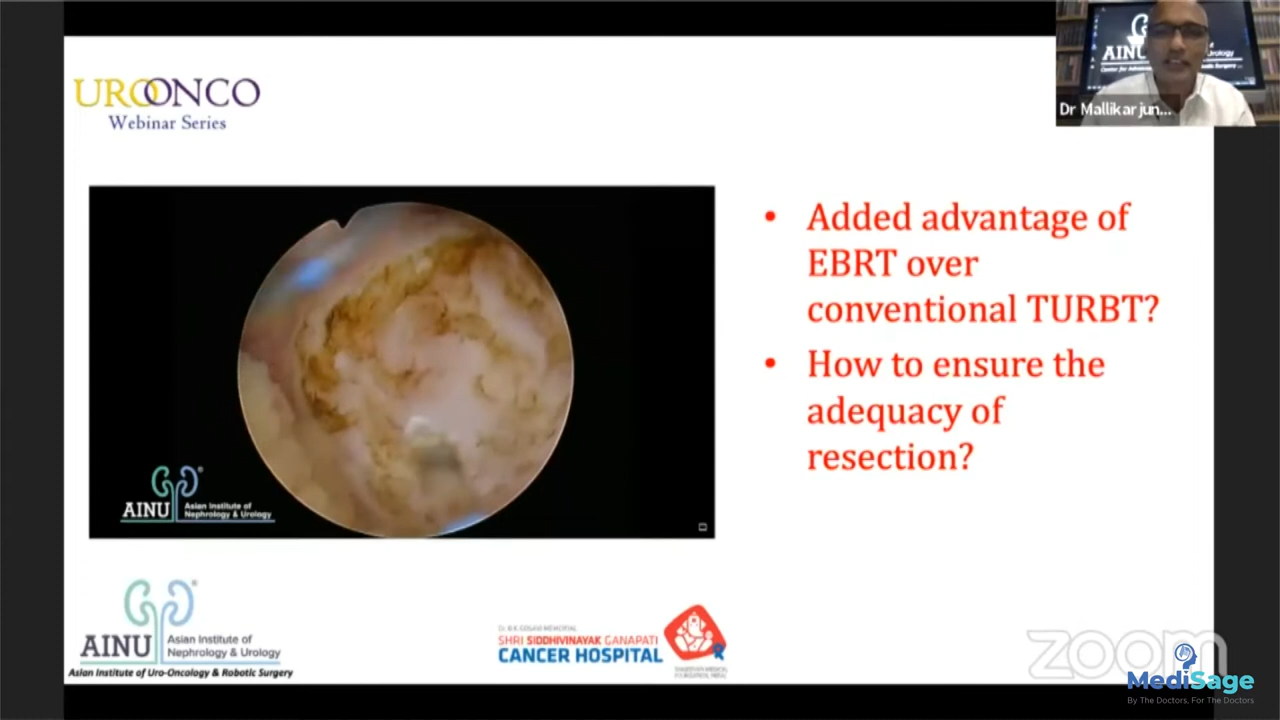 UROONCO
Webinar Series
AINU
Dr Mallikarjun...
• Added advantage of
EBRT over
conventional TURBT?
• How to ensure the
adequacy of
resection?
AINU
Asian Institute of
Nephrology & Urology
AINU
Asian Institute of
Nephrology & Urology
Asian Institute of Uro-Oncology & Robotic Surgery
SHRI SIDDHIVINAYAK GANAPATI
CANCER HOSPITAL
zoom
MediSage
By The Doctors, For The Doctors